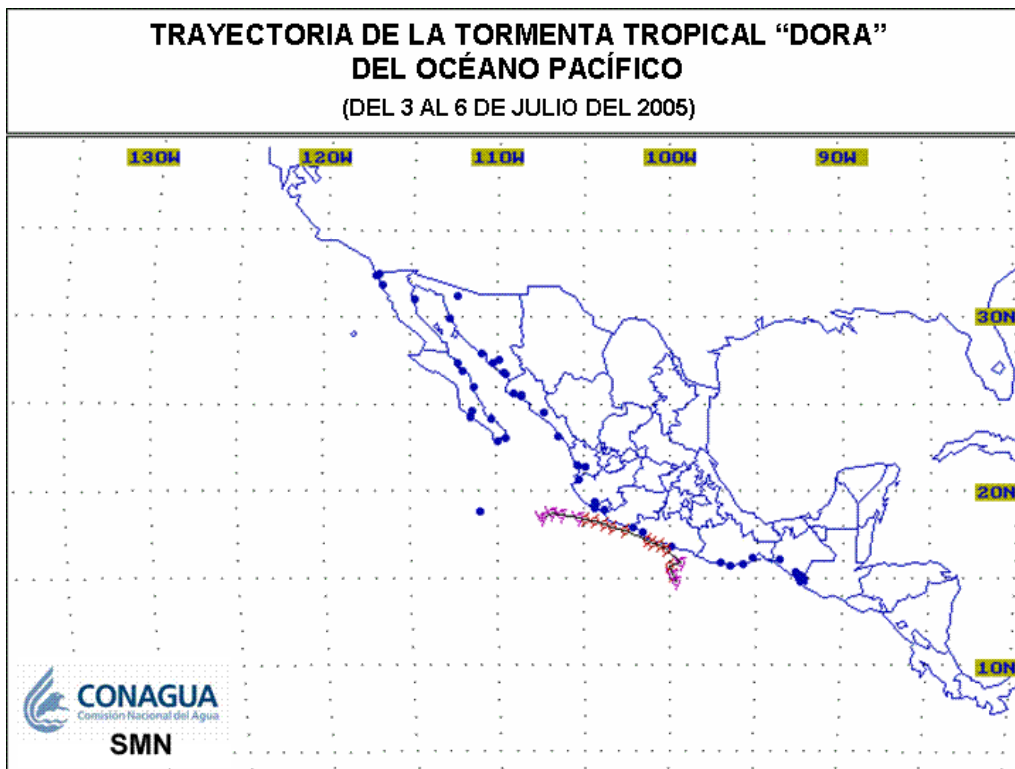 TRAYECTORIA DE LA TORMENTA TROPICAL “DORA”
DEL OCÉANO PACÍFICO
(DEL 3 AL 6 DE JULIO DEL 2005)
130W 120W 110W 100W 90W
30N
20N
10N
CONAGUA
Comisión Nacional del Agua
SMN